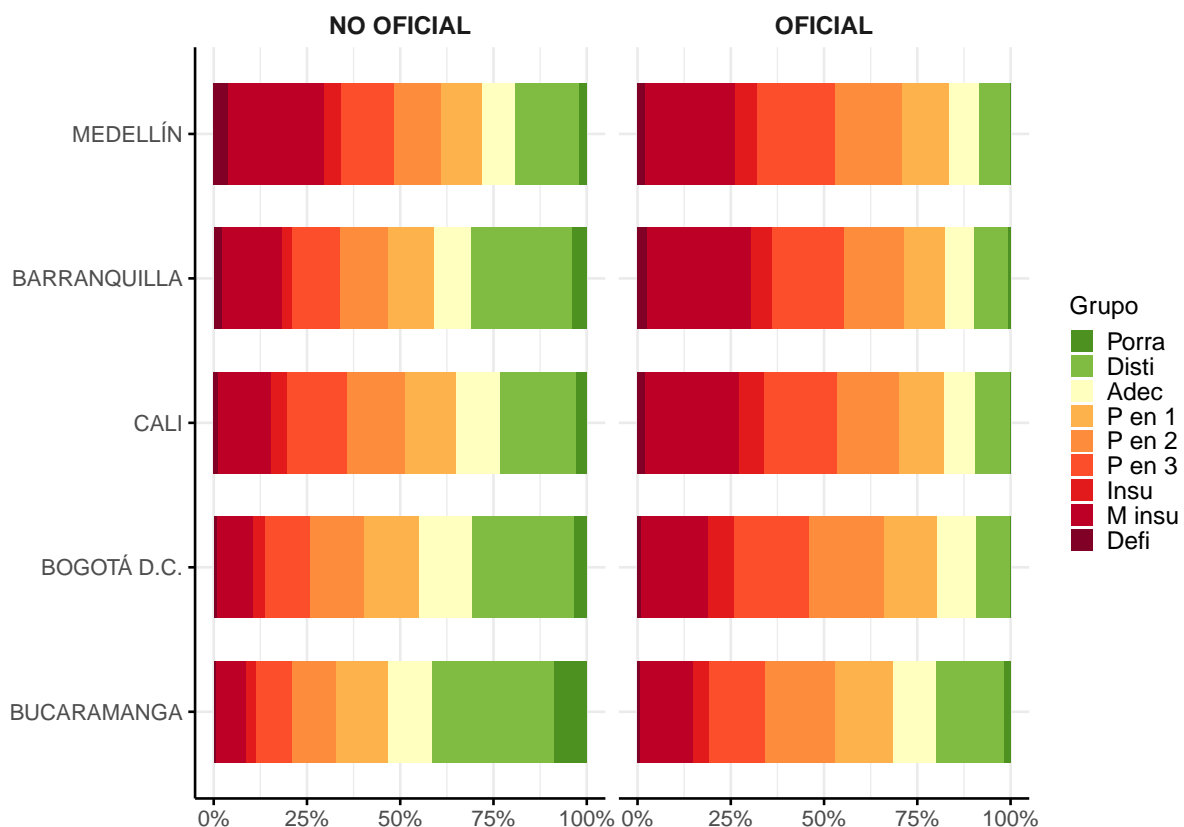 NO OFICIAL
OFICIAL
MEDELLÍN
BARRANQUILLA
CALI
BOGOTÁ D.C.
BUCARAMANGA
0%
25%
50%
75%
100%
0%
25%
50%
75%
100%
Grupo
Porra
Disti
Adec
P en 1
P en 2
P en 3
Insu
M insu
Defi